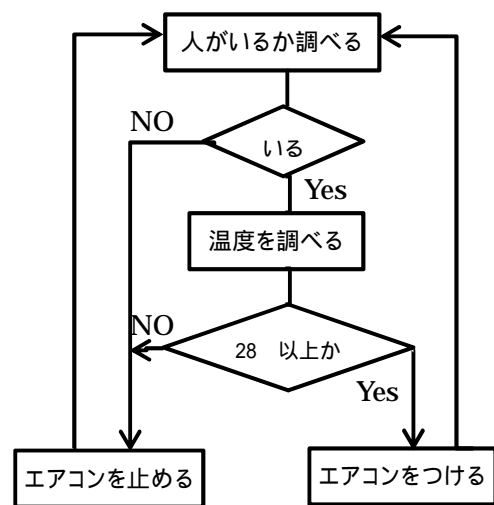 人がいるか調べる
NO
いる
Yes
温度を調べる
NO
28 以上か
Yes
エアコンを止める
エアコンをつける